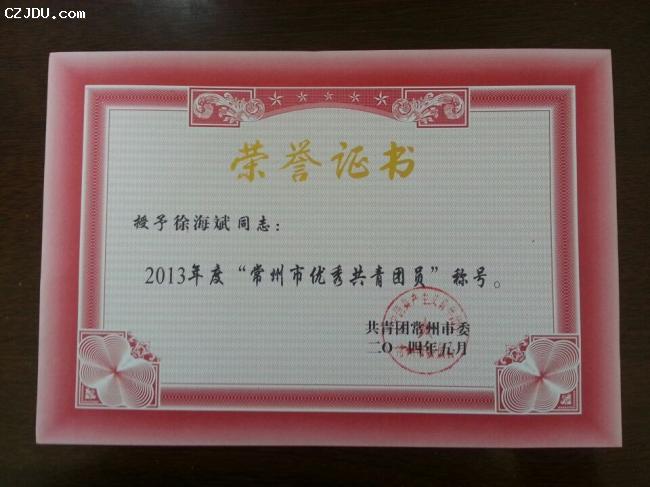 CZJDU.COM
荣誉证书
授予徐海斌同志：
2013年度“常州市优秀共青团员”称号。
共青团常州市委
二〇一四年五月